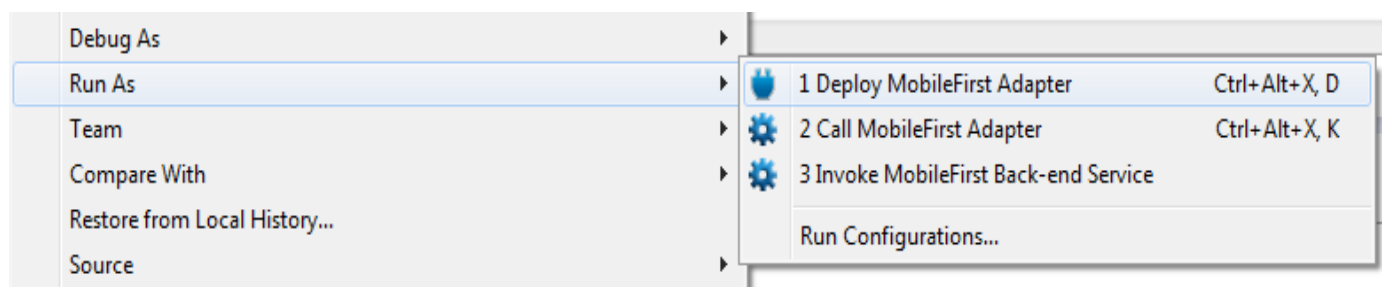 Debug As
Run As
Team
Compare With
Restore from Local History...
Source
1 Deploy MobileFirst Adapter Ctrl+Alt+X, D
2 Call MobileFirst Adapter Ctrl+Alt+X, K
3 Invoke MobileFirst Back-end Service
Run Configurations...